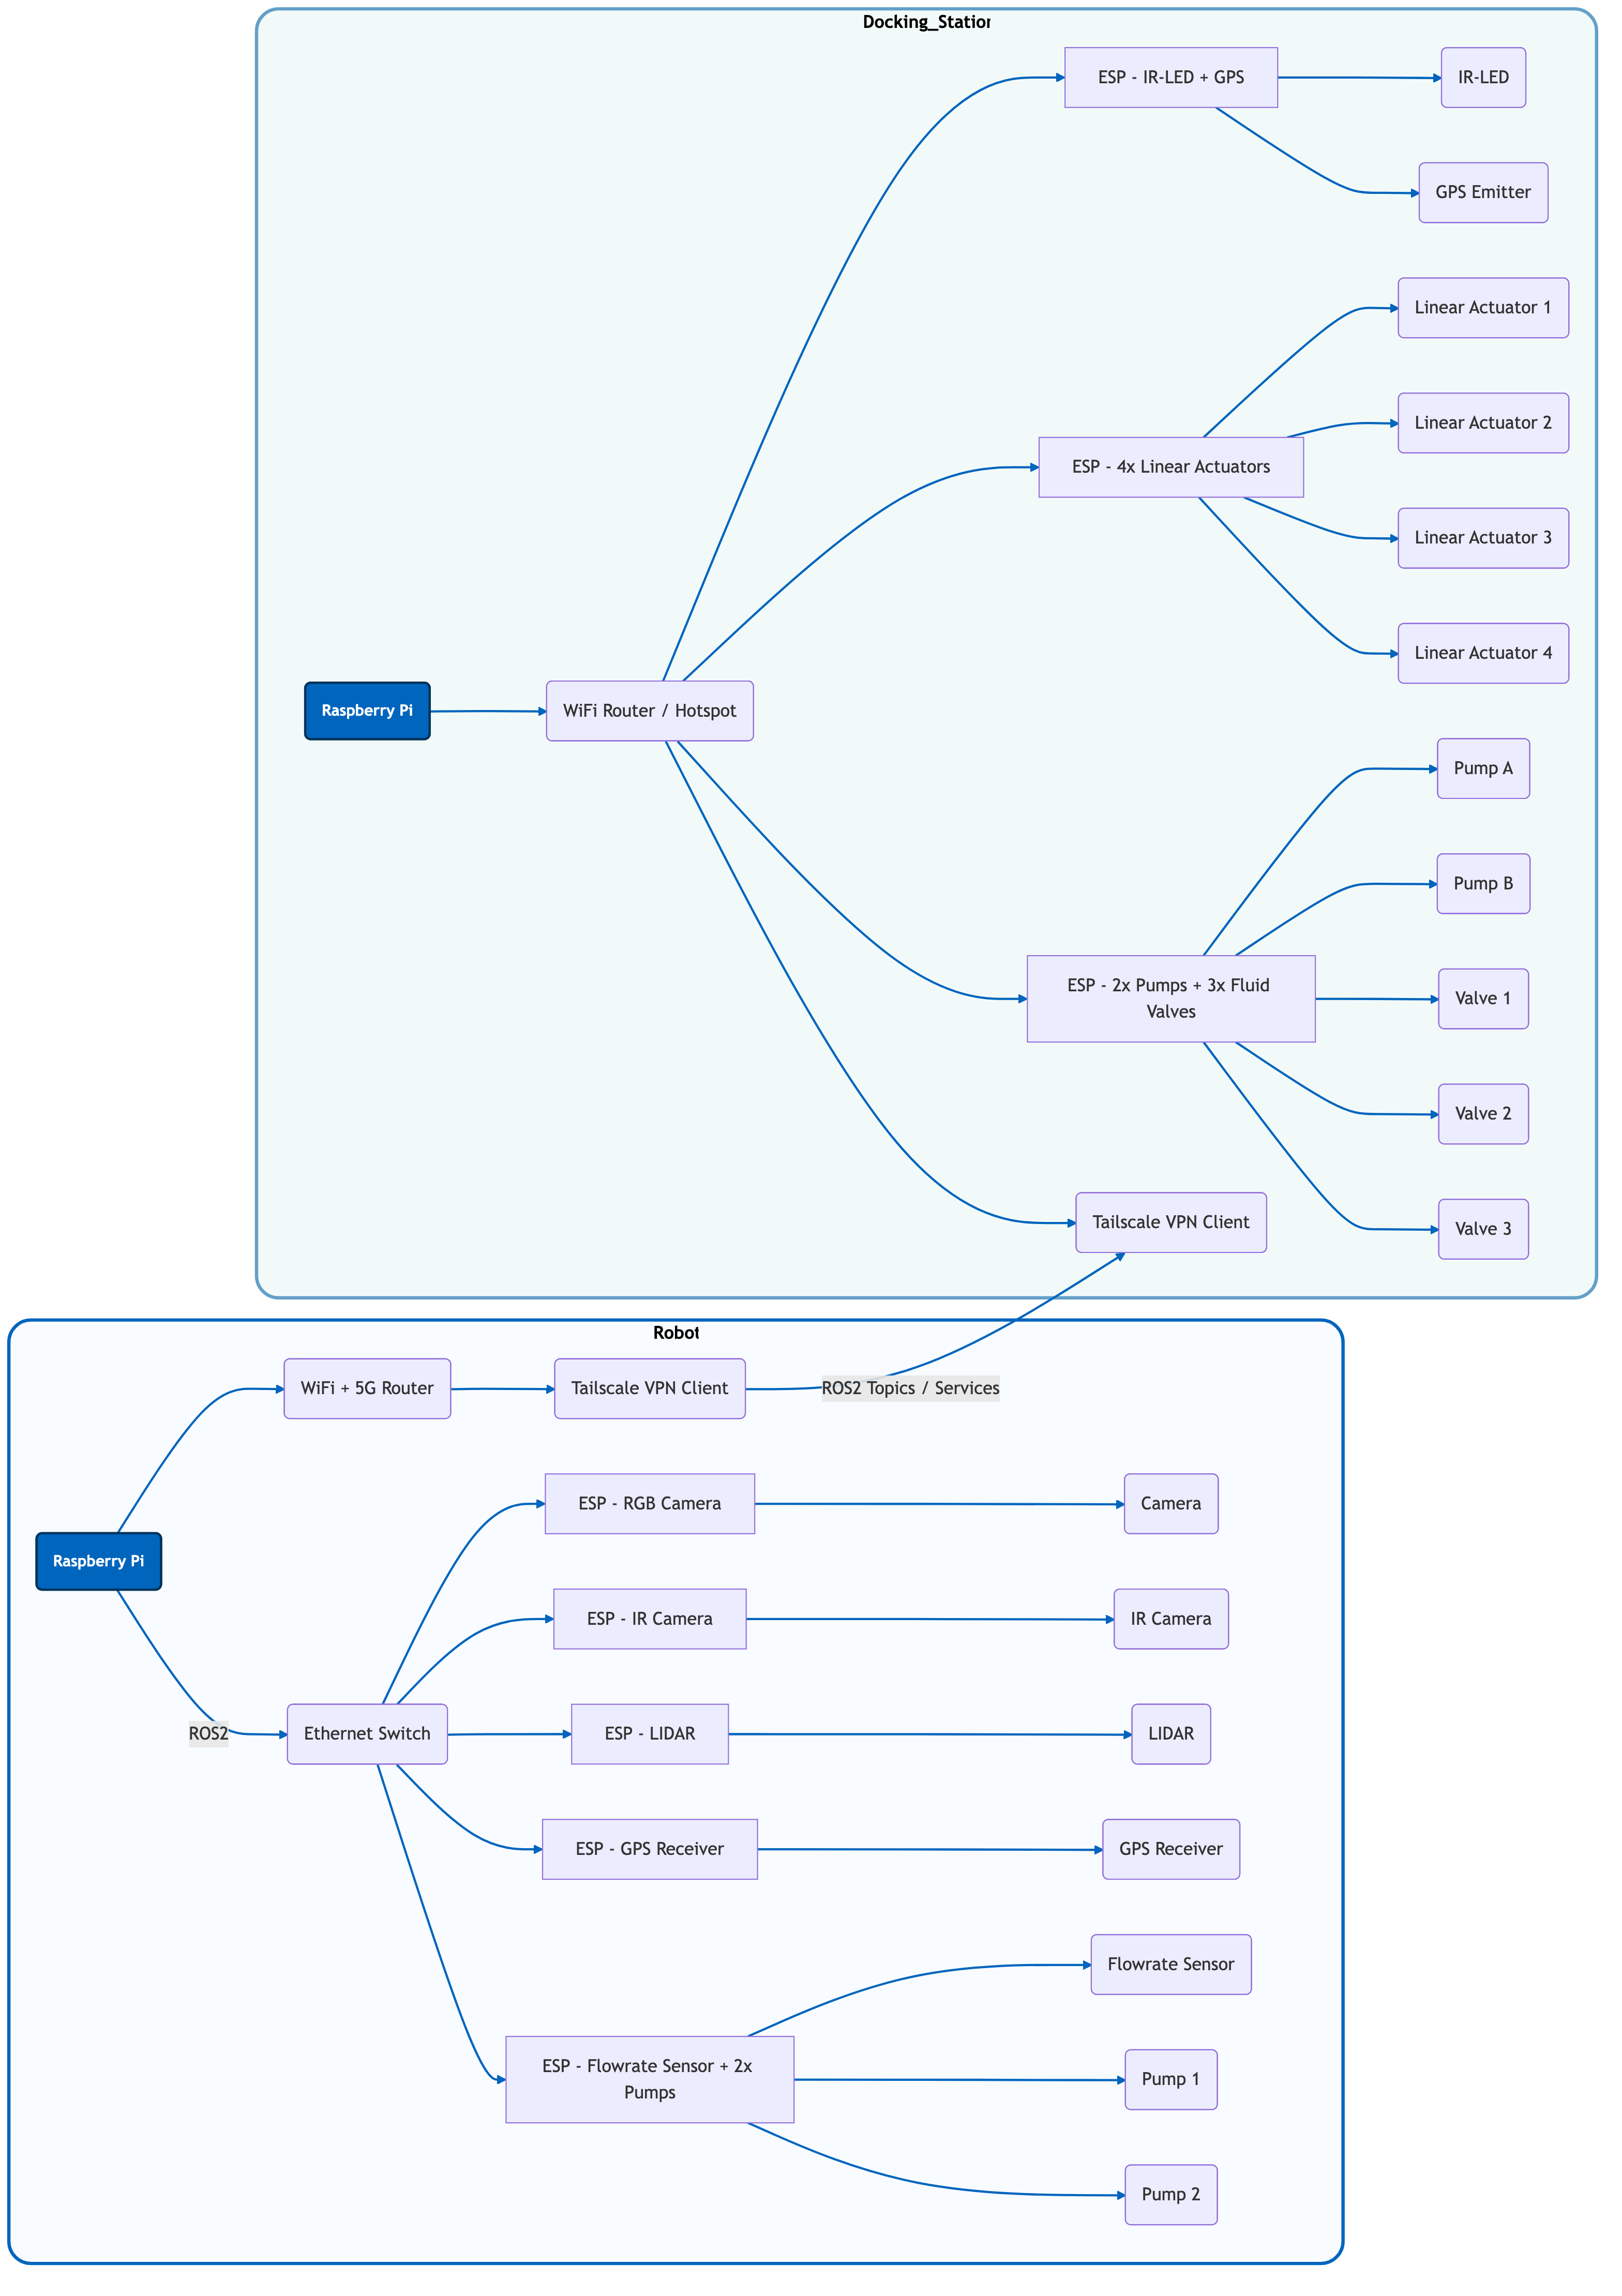 Docking_Station
ESP - IR-LED + GPS
IR-LED
GPS Emitter
Linear Actuator 1
Linear Actuator 2
ESP - 4x Linear Actuators
Linear Actuator 3
Linear Actuator 4
Raspberry Pi
WiFi Router / Hotspot
Pump A
Pump B
ESP - 2x Pumps + 3x Fluid
Valves
Valve 1
Valve 2
Tailscale VPN Client
Valve 3
Robot
WiFi + 5G Router
Tailscale VPN Client
ROS2 Topics / Services
ESP - RGB Camera
Camera
Raspberry Pi
ESP - IR Camera
IR Camera
ROS2
Ethernet Switch
ESP - LIDAR
LIDAR
ESP - GPS Receiver
GPS Receiver
Flowrate Sensor
ESP - Flowrate Sensor + 2x
Pumps
Pump 1
Pump 2